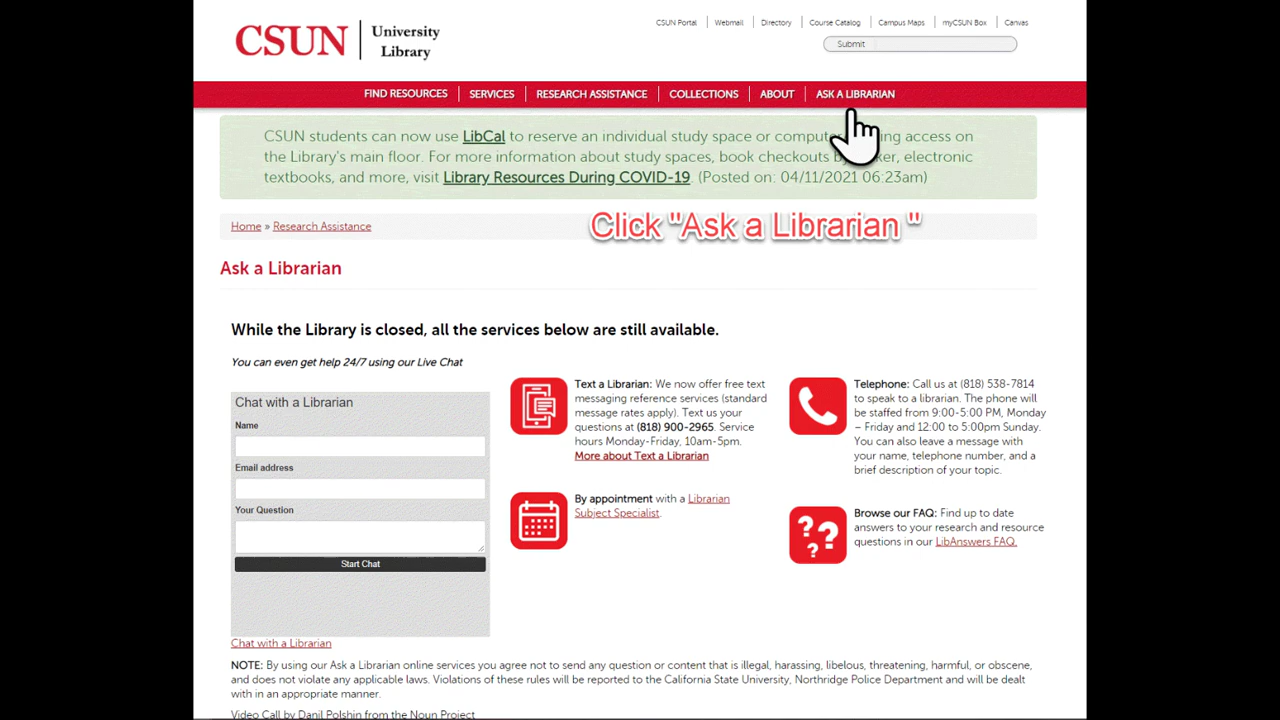 CSUN University Library
CSUN Portal Webmail Directory Course Catalog Campus Maps myCSUN Box Canvas
Submit
FIND RESOURCES SERVICES RESEARCH ASSISTANCE COLLECTIONS ABOUT ASK A LIBRARIAN
CSUN students can now use LibCal to reserve an individual study space or access on
the Library's main floor. For more information about study spaces, book checkouts electronic
textbooks, and more, visit Library Resources During COVID-19. (Posted on: 04/11/2021 06:23am)
Click "Ask a Librarian "
Home » Research Assistance
Ask a Librarian
While the Library is closed, all the services below are still available.
You can even get help 24/7 using our Live Chat
Chat with a Librarian
Name
Email address
Your Question
Start Chat
Chat with a Librarian
Text a Librarian: We now offer free text
messaging reference services (standard
message rates apply). Text us your
questions at (818) 900-2965. Service
hours Monday-Friday, 10am-5pm.
More about Text a Librarian
By appointment with a Librarian
Subject Specialist.
Telephone: Call us at (818) 538-7814
to speak to a librarian. The phone will
be staffed from 9:00-5:00 PM, Monday
– Friday and 12:00 to 5:00pm Sunday.
You can also leave a message with
your name, telephone number, and a
brief description of your topic.
Browse our FAQ: Find up to date
answers to your research and resource
questions in our LibAnswers FAQ.
NOTE: By using our Ask a Librarian online services you agree not to send any question or content that is illegal, harassing, libelous, threatening, harmful, or obscene,
and does not violate any applicable laws. Violations of these rules will be reported to the California State University, Northridge Police Department and will be dealt
with in an appropriate manner.
Video Call by Danil Polshin from the Noun Project